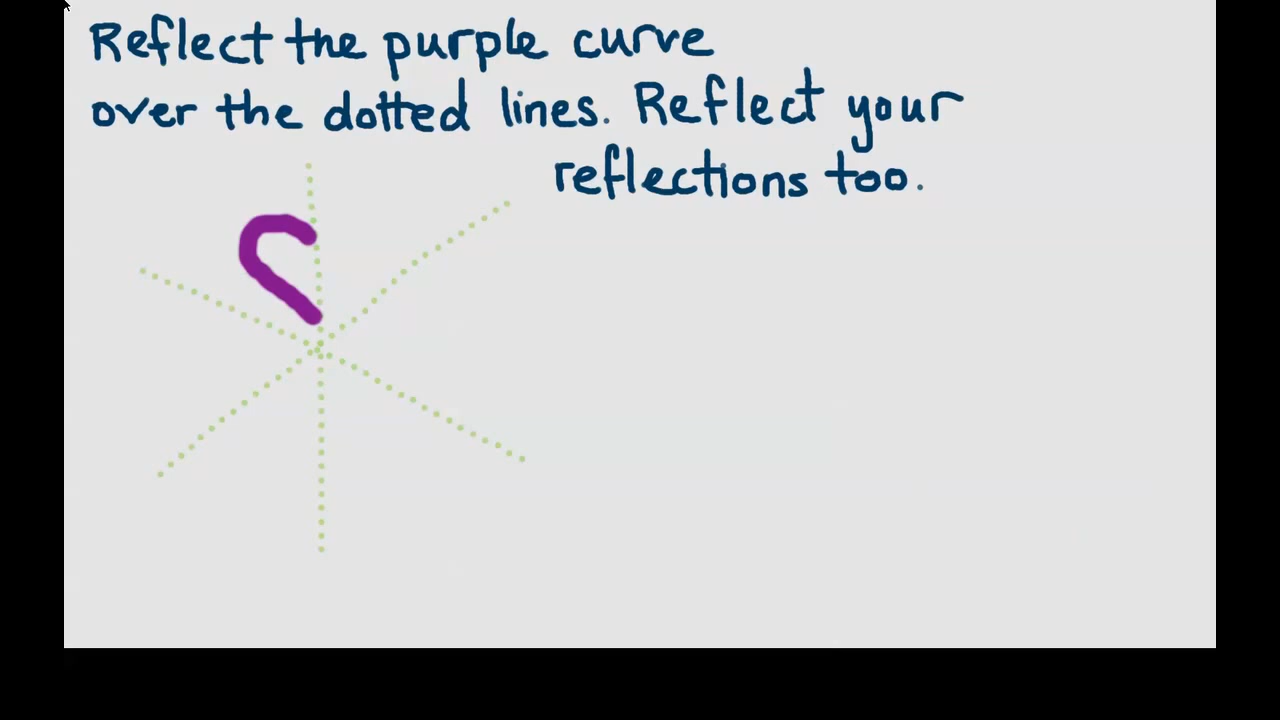 Reflect the purple curve
over the dotted lines. Reflect your
reflections too.